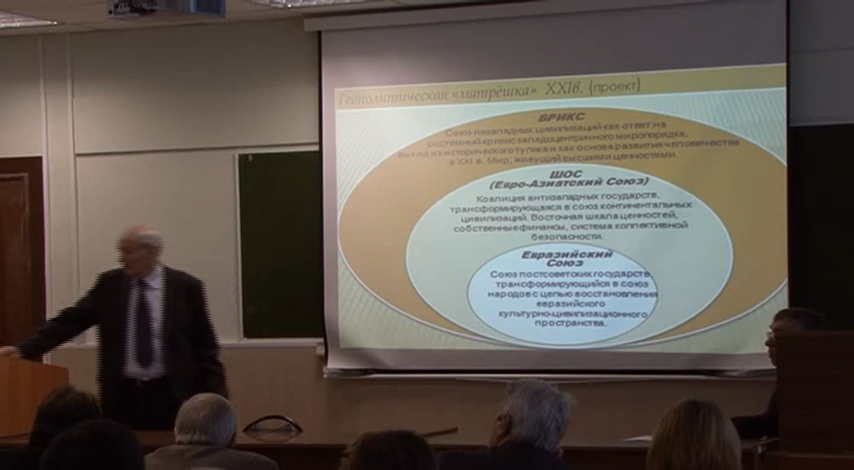 Геополитическая «матрёшка» XXIв. (проект)
БРИКС
Союз незападных цивилизаций как ответ на
системный кризис западоцентричного миропорядка,
выход из исторического тупика и как основа развития человечества
в XXI в. Мир, живущий высшими ценностями.
ШОС
(Евро-Азиатский Союз)
Коалиция антизападных государств,
трансформирующаяся в союз континентальных
цивилизаций. Восточная шкала ценностей,
собственные финансы, система коллективной
безопасности.
Евразийский
Союз
Союз постсоветских государств,
трансформирующийся в союз
народов с целью восстановления
евразийского
культурно-цивилизационного
пространства.